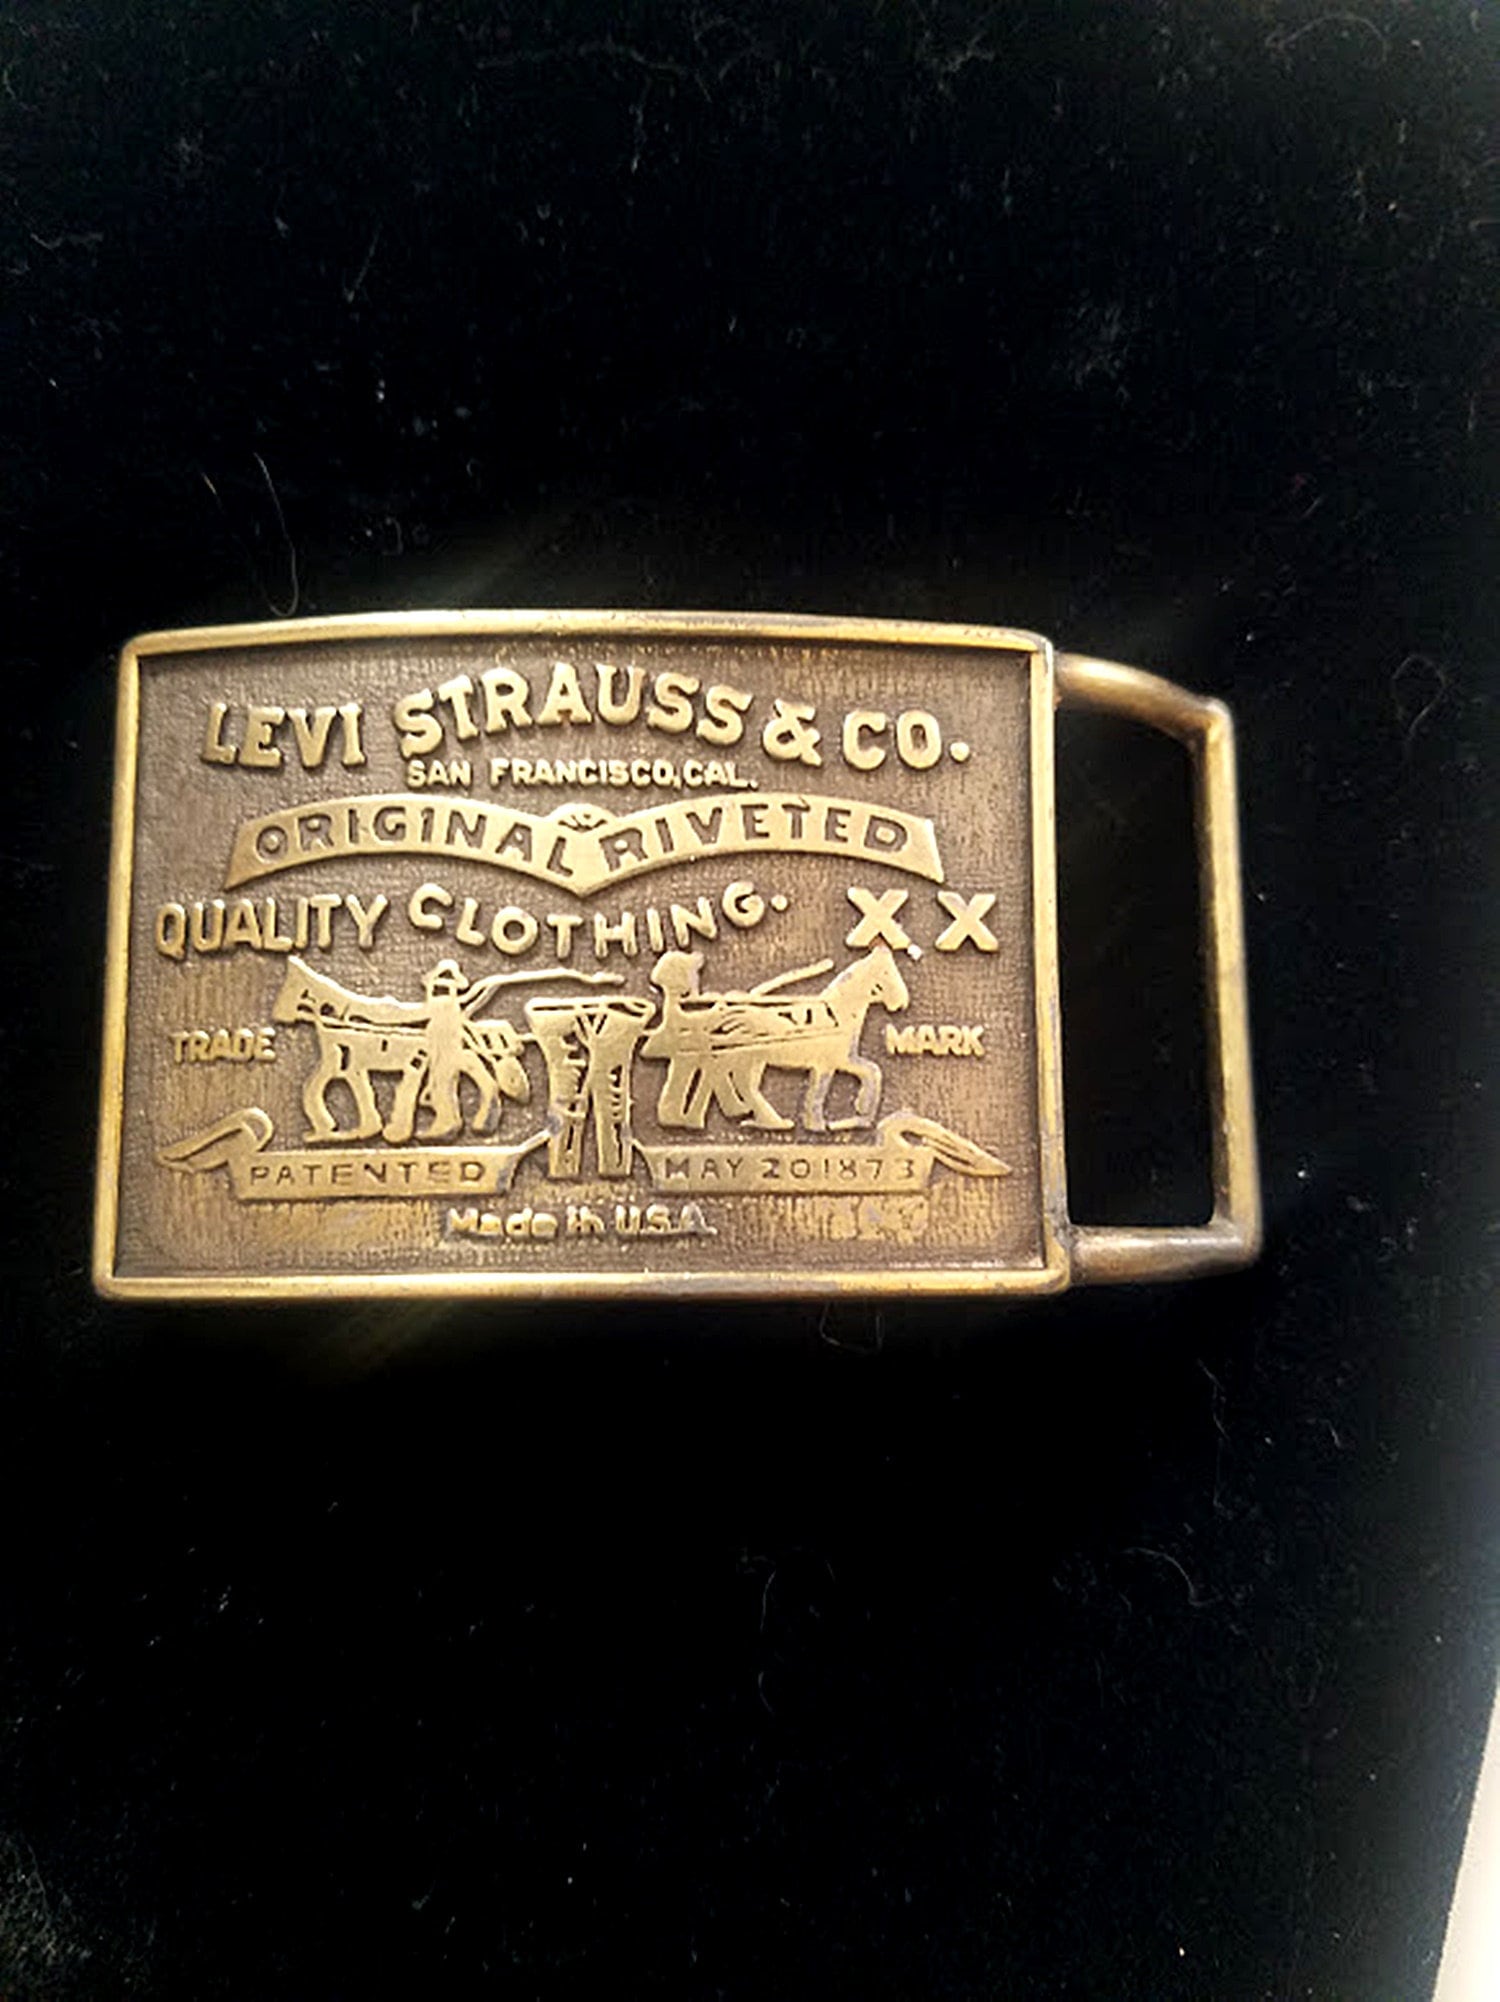 LEVI STRAUSS & CO.
SAN FRANCISCO, CAL.
ORIGINAL RIVETED
QUALITY CLOTHING. XX
TRADE MARK
PATENTED MAY 20 1873
Made in U.S.A.